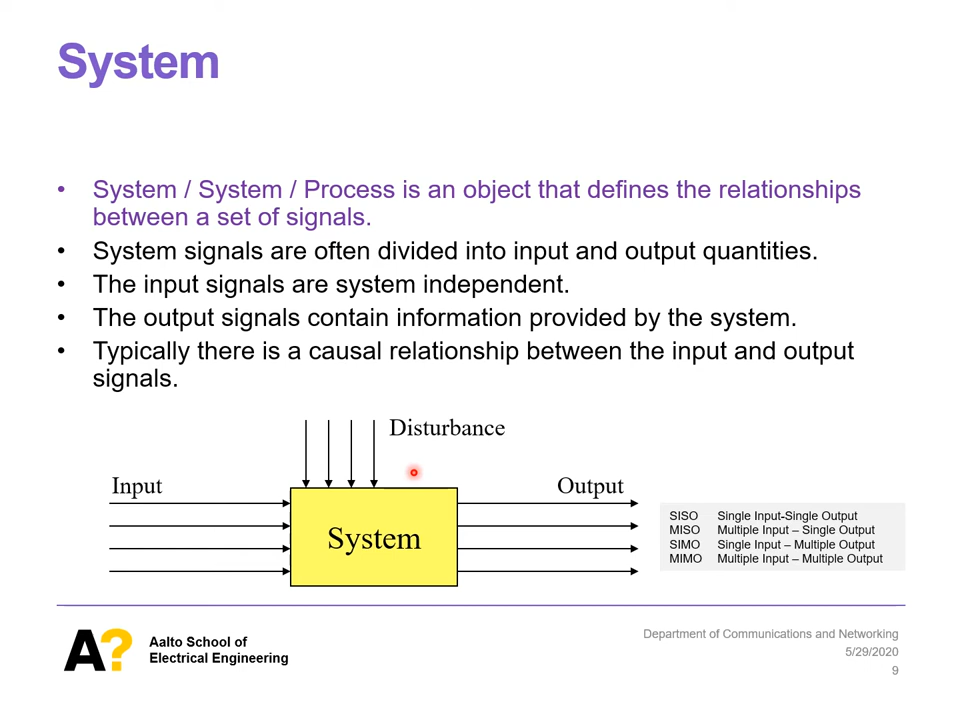 System
• System / System / Process is an object that defines the relationships
between a set of signals.
• System signals are often divided into input and output quantities.
• The input signals are system independent.
• The output signals contain information provided by the system.
• Typically there is a causal relationship between the input and output
signals.
Disturbance
Input
Output
System
SISO Single Input-Single Output
MISO Multiple Input – Single Output
SIMO Single Input – Multiple Output
MIMO Multiple Input – Multiple Output
A?
Aalto School of
Electrical Engineering
Department of Communications and Networking
5/29/2020
9